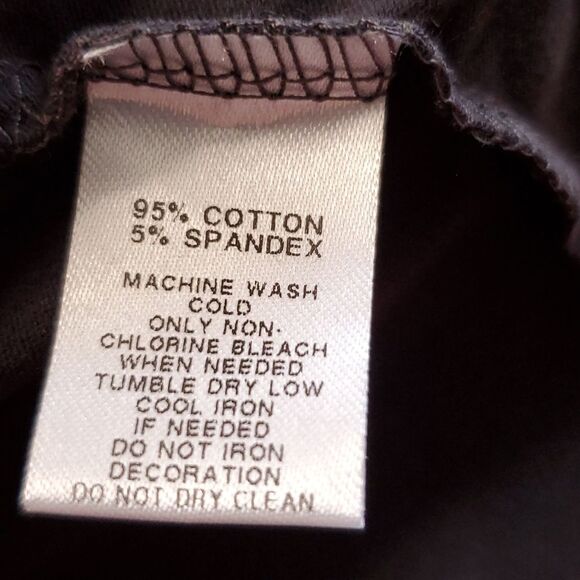 95% COTTON
5% SPANDEX
MACHINE WASH
COLD
ONLY NON-
CHLORINE BLEACH
WHEN NEEDED
TUMBLE DRY LOW
COOL IRON
IF NEEDED
DO NOT IRON
DECORATION
DO NOT DRY CLEAN